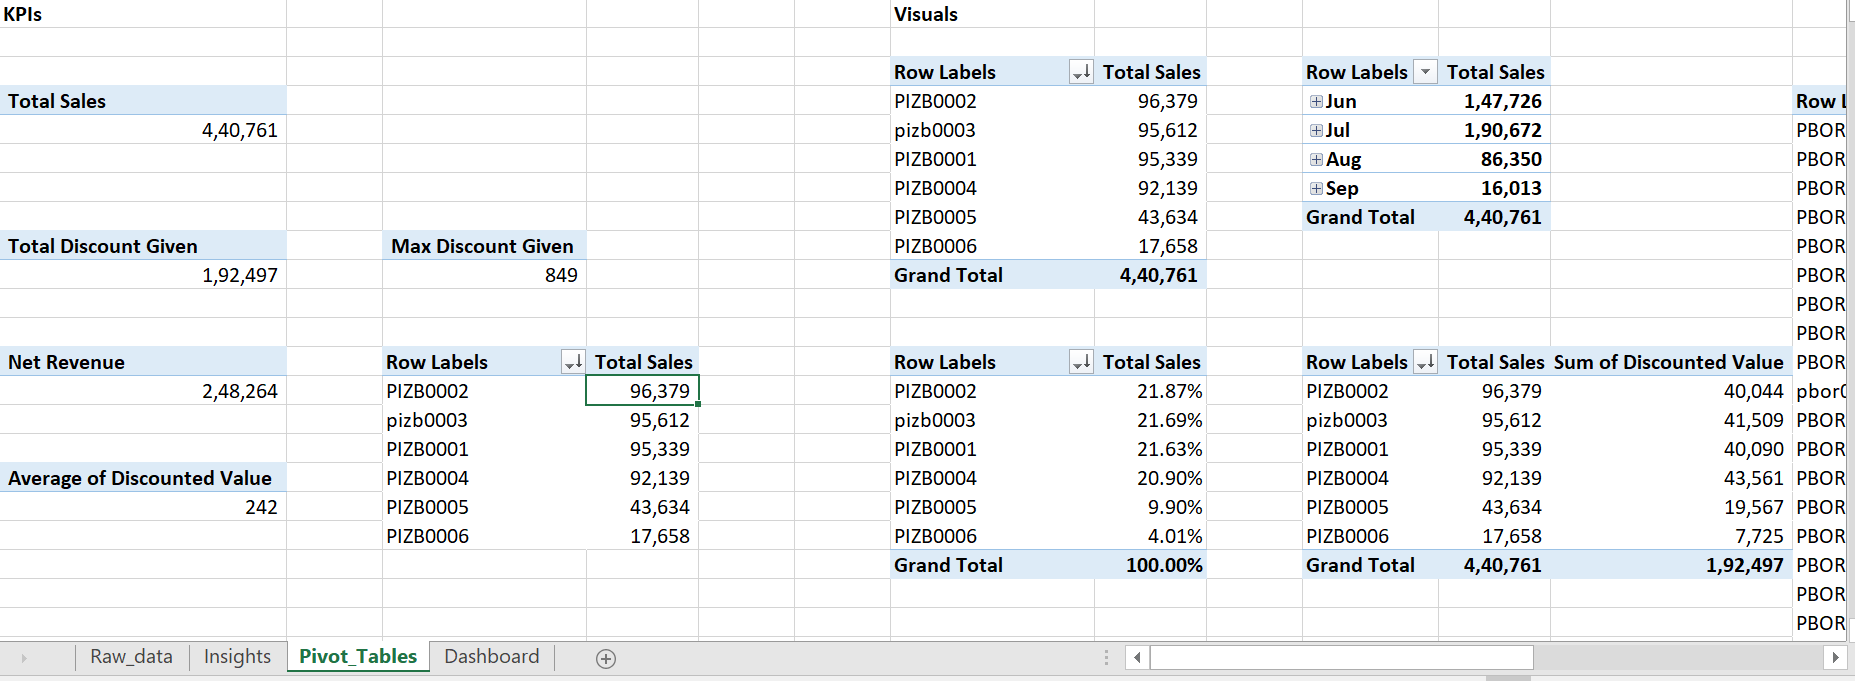 KPIs Visuals
Row Labels Total Sales Row Labels Total Sales
Total Sales PIZB0002 96,379 Jun 1,47,726 Row
4,40,761 pizb0003 95,612 Jul 1,90,672 PBOR
PIZB0001 95,339 Aug 86,350 PBOR
PIZB0004 92,139 Sep 16,013 PBOR
PIZB0005 43,634 Grand Total 4,40,761 PBOR
Total Discount Given Max Discount Given PIZB0006 17,658 PBOR
1,92,497 849 Grand Total 4,40,761 PBOR
PBOR
PBOR
Net Revenue Row Labels Total Sales Row Labels Total Sales Row Labels Total Sales Sum of Discounted Value PBOR
2,48,264 PIZB0002 96,379 PIZB0002 21.87% PIZB0002 96,379 40,044 pbor
pizb0003 95,612 pizb0003 21.69% pizb0003 95,612 41,509 PBOR
PIZB0001 95,339 PIZB0001 21.63% PIZB0001 95,339 40,090 PBOR
Average of Discounted Value PIZB0004 92,139 PIZB0004 20.90% PIZB0004 92,139 43,561 PBOR
242 PIZB0005 43,634 PIZB0005 9.90% PIZB0005 43,634 19,567 PBOR
PIZB0006 17,658 PIZB0006 4.01% PIZB0006 17,658 7,725 PBOR
Grand Total 100.00% Grand Total 4,40,761 1,92,497 PBOR
PBOR
PBOR
Raw_data Insights Pivot_Tables Dashboard